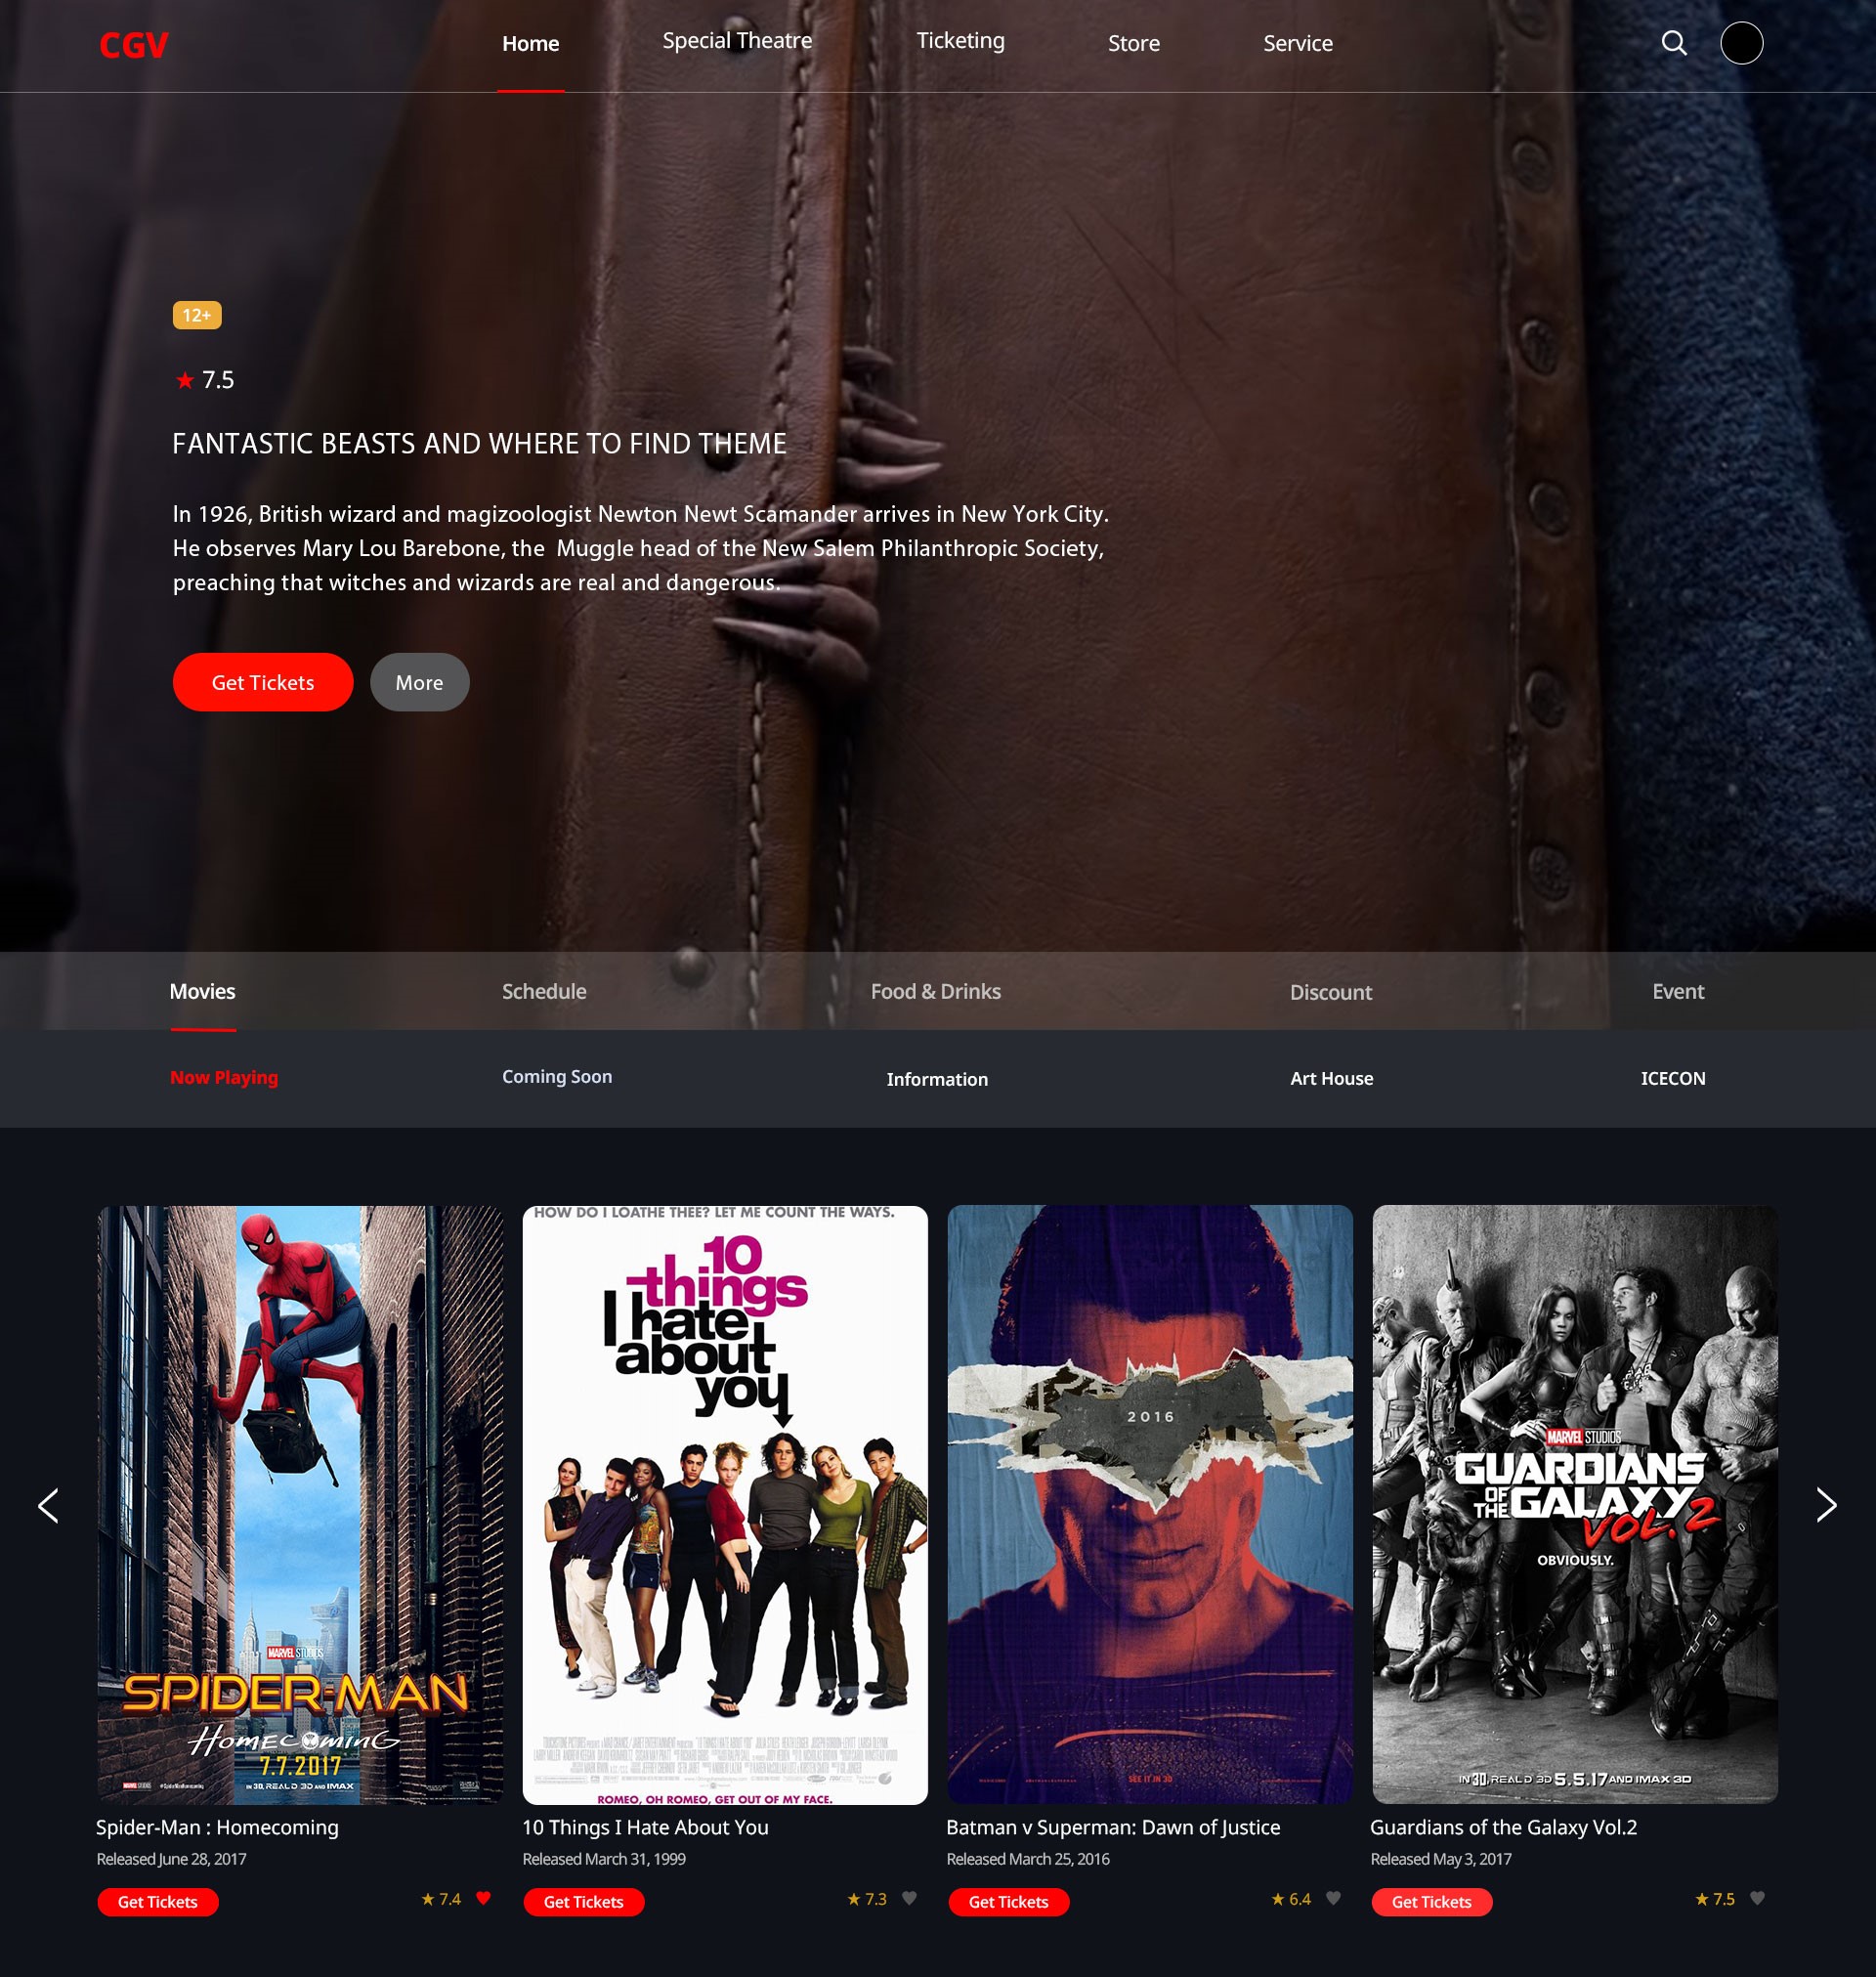 CGV
Home
Special Theatre
Ticketing
Store
Service
12+
★ 7.5
FANTASTIC BEASTS AND WHERE TO FIND THEME
In 1926, British wizard and magizoologist Newton Newt Scamander arrives in New York City.
He observes Mary Lou Barebone, the Muggle head of the New Salem Philanthropic Society,
preaching that witches and wizards are real and dangerous.
Get Tickets
More
Movies
Schedule
Food & Drinks
Discount
Event
Now Playing
Coming Soon
Information
Art House
ICECON
MARVEL STUDIOS
SPIDER-MAN
HOMECOMING
7.7.2017
IN 3D, REAL D 3D AND IMAX
HOW DO I LOATHE THEE? LET ME COUNT THE WAYS.
10
things
I hate
about
you
ROMEO, OH ROMEO, GET OUT OF MY FACE.
2016
SEE IT IN 3D
MARVEL STUDIOS
GUARDIANS
OF THE GALAXY
VOL.2
OBVIOUSLY.
IN 3D, REAL D 3D 5.5.17 AND IMAX 3D
Spider-Man : Homecoming
Released June 28, 2017
Get Tickets
★ 7.4
10 Things I Hate About You
Released March 31, 1999
Get Tickets
★ 7.3
Batman v Superman: Dawn of Justice
Released March 25, 2016
Get Tickets
★ 6.4
Guardians of the Galaxy Vol.2
Released May 3, 2017
Get Tickets
★ 7.5